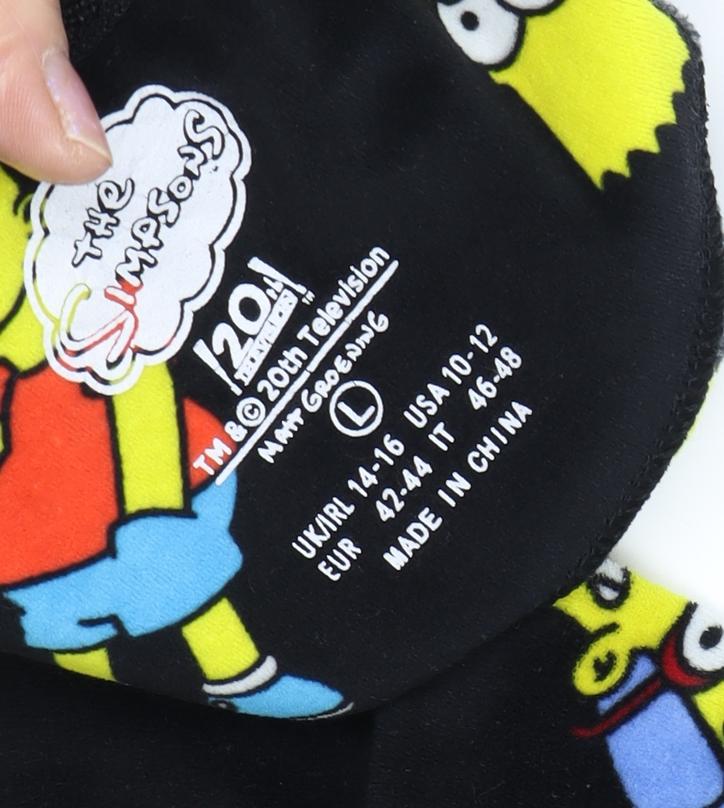 THE
SIMPSONS
20th
TELEVISION
TM & © 20th Television
MATT GROENING
L
UK/IRL 14-16 USA 10-12
EUR 42-44 IT 46-48
MADE IN CHINA